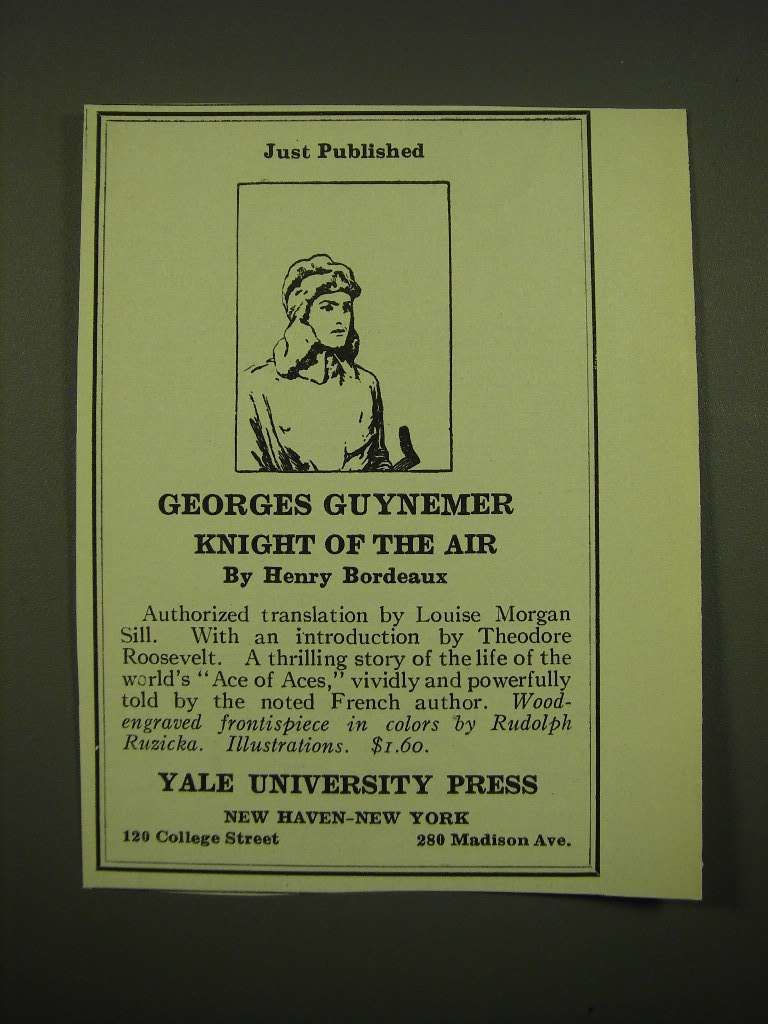 Just Published
GEORGES GUYNEMER
KNIGHT OF THE AIR
By Henry Bordeaux
Authorized translation by Louise Morgan
Sill. With an introduction by Theodore
Roosevelt. A thrilling story of the life of the
world's "Ace of Aces," vividly and powerfully
told by the noted French author. Wood-
engraved frontispiece in colors by Rudolph
Ruzicka. Illustrations. $1.60.
YALE UNIVERSITY PRESS
NEW HAVEN-NEW YORK
120 College Street 280 Madison Ave.